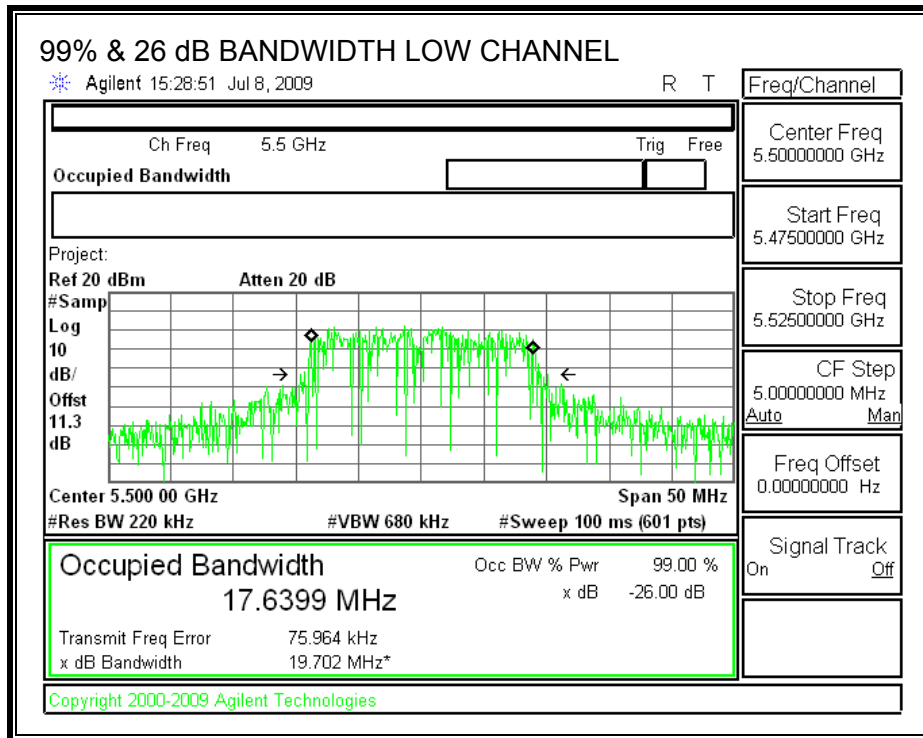 99% & 26 dB BANDWIDTH LOW CHANNEL
Agilent 15:28:51 Jul 8, 2009 R T
Ch Freq 5.5 GHz Trig Free
Occupied Bandwidth
Project:
Ref 20 dBm Atten 20 dB
#Samp
Log
10
dB/
Offst
11.3
dB
Center 5.500 00 GHz Span 50 MHz
#Res BW 220 kHz #VBW 680 kHz #Sweep 100 ms (601 pts)
Occupied Bandwidth Occ BW % Pwr 99.00 %
17.6399 MHz x dB -26.00 dB
Transmit Freq Error 75.964 kHz
x dB Bandwidth 19.702 MHz*
Copyright 2000-2009 Agilent Technologies
Freq/Channel
Center Freq
5.50000000 GHz
Start Freq
5.47500000 GHz
Stop Freq
5.52500000 GHz
CF Step
5.00000000 MHz
Auto Man
Freq Offset
0.00000000 Hz
Signal Track
On Off